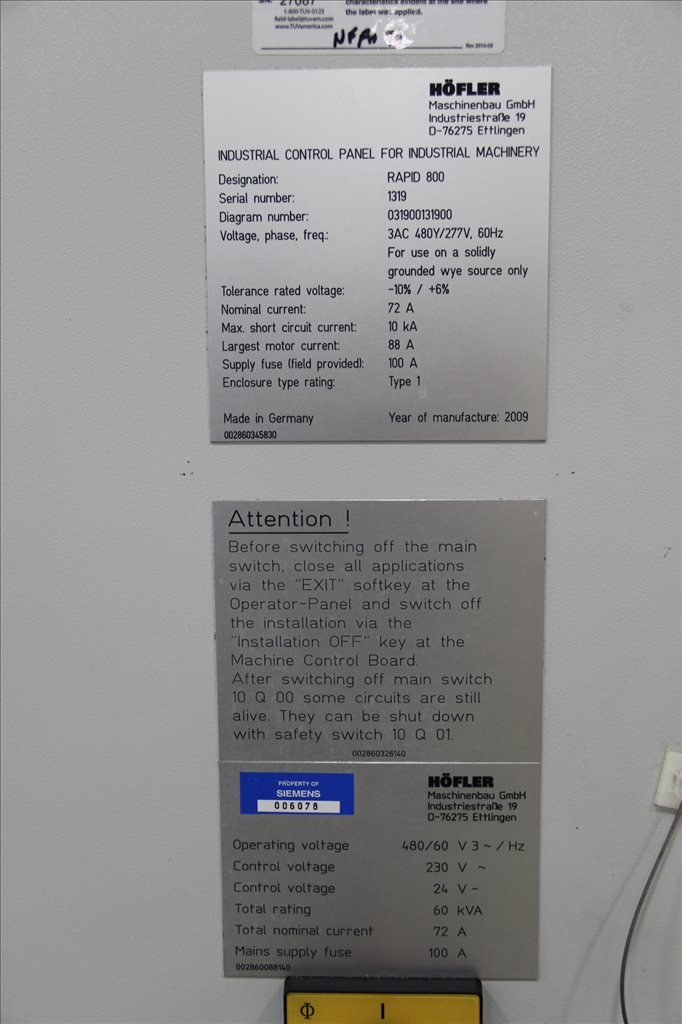 27087
characteristics evident at the site where
1-800-TUV-0123
the label was applied.
field-label@tuvam.com
www.TUVamerica.com
NFPA 79
Rev 2010-03
HÖFLER
Maschinenbau GmbH
Industriestraße 19
D-76275 Ettlingen
INDUSTRIAL CONTROL PANEL FOR INDUSTRIAL MACHINERY
Designation: RAPID 800
Serial number: 1319
Diagram number: 031900131900
Voltage, phase, freq.: 3AC 480Y/277V, 60Hz
For use on a solidly
grounded wye source only
Tolerance rated voltage: -10% / +6%
Nominal current: 72 A
Max. short circuit current: 10 kA
Largest motor current: 88 A
Supply fuse (field provided): 100 A
Enclosure type rating: Type 1
Made in Germany Year of manufacture: 2009
002860345830
Attention !
Before switching off the main
switch, close all applications
via the "EXIT" softkey at the
Operator-Panel and switch off
the installation via the
"Installation OFF" key at the
Machine Control Board.
After switching off main switch
10 Q 00 some circuits are still
alive. They can be shut down
with safety switch 10 Q 01.
002860326140
PROPERTY OF
SIEMENS
006078
HÖFLER
Maschinenbau GmbH
Industriestraße 19
D-76275 Ettlingen
Operating voltage 480/60 V 3 ~ / Hz
Control voltage 230 V ~
Control voltage 24 V -
Total rating 60 kVA
Total nominal current 72 A
Mains supply fuse 100 A
002860088140
I